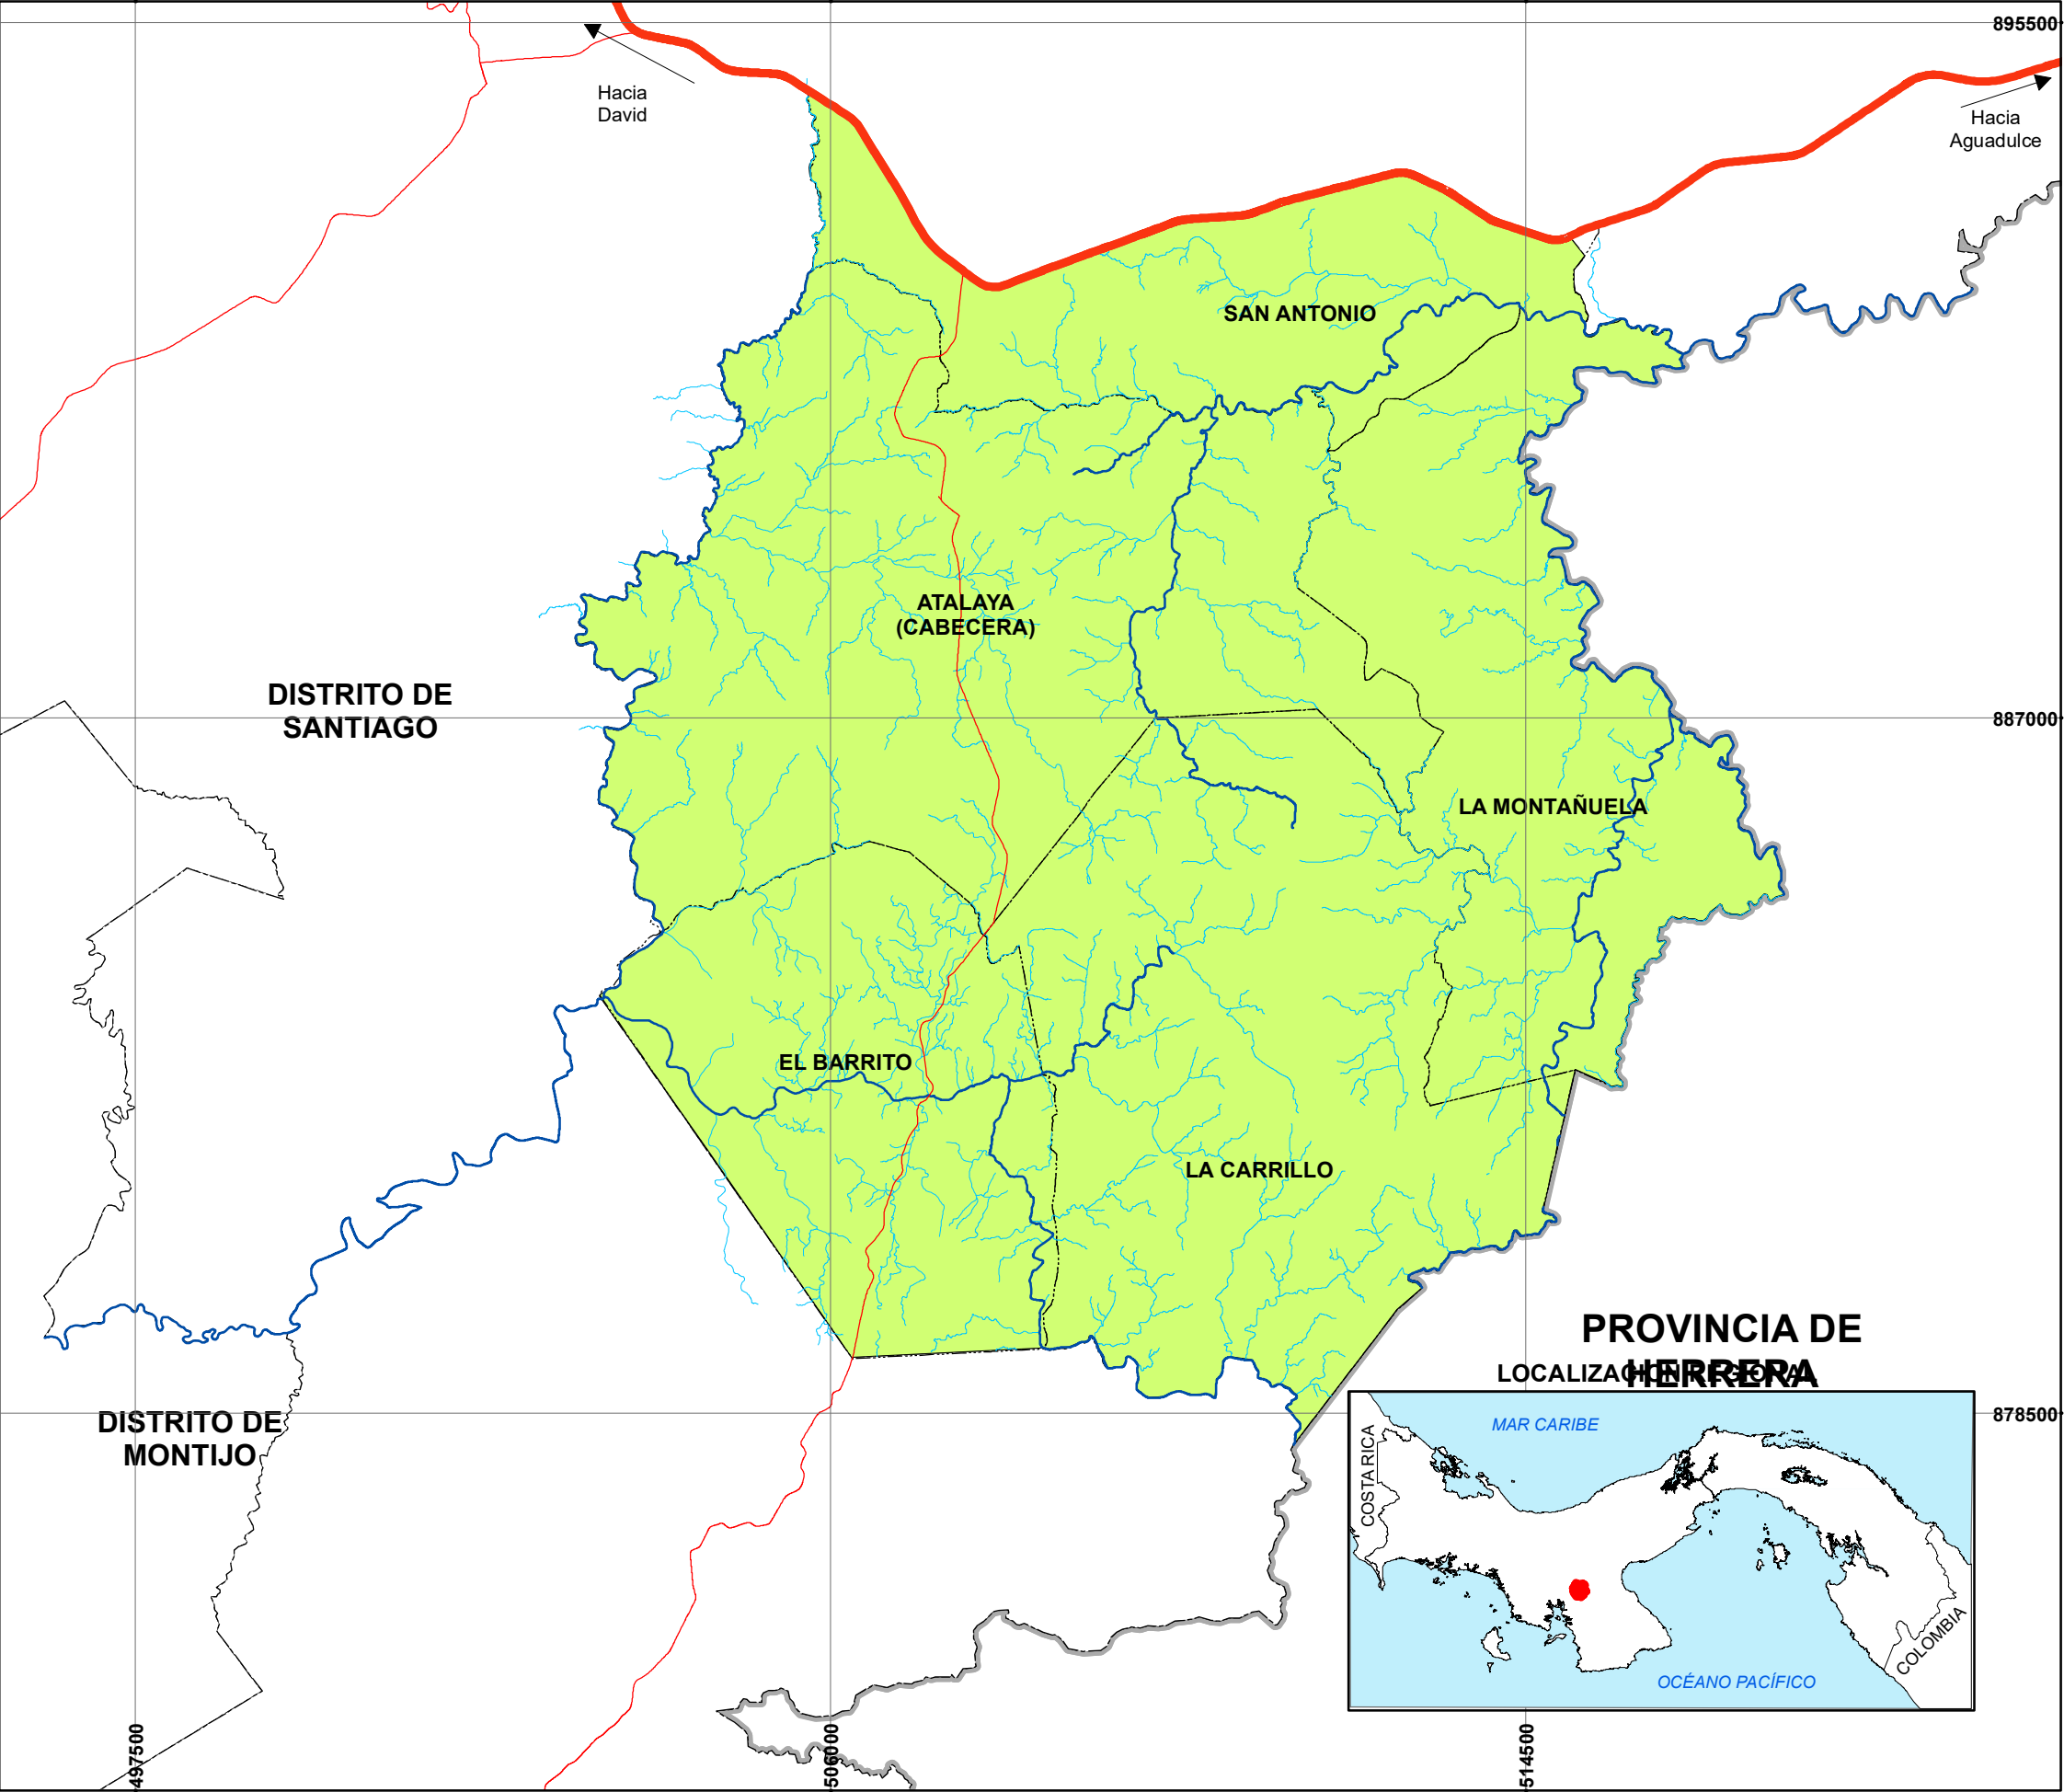 895500
Hacia
David
Hacia
Aguadulce
SAN ANTONIO
ATALAYA
(CABECERA)
DISTRITO DE
SANTIAGO
887000
LA MONTAÑUELA
EL BARRITO
LA CARRILLO
PROVINCIA DE
HERRERA
LOCALIZACIÓN REGIONAL
878500
DISTRITO DE
MONTIJO
MAR CARIBE
COSTA RICA
COLOMBIA
OCÉANO PACÍFICO
497500
506000
514500